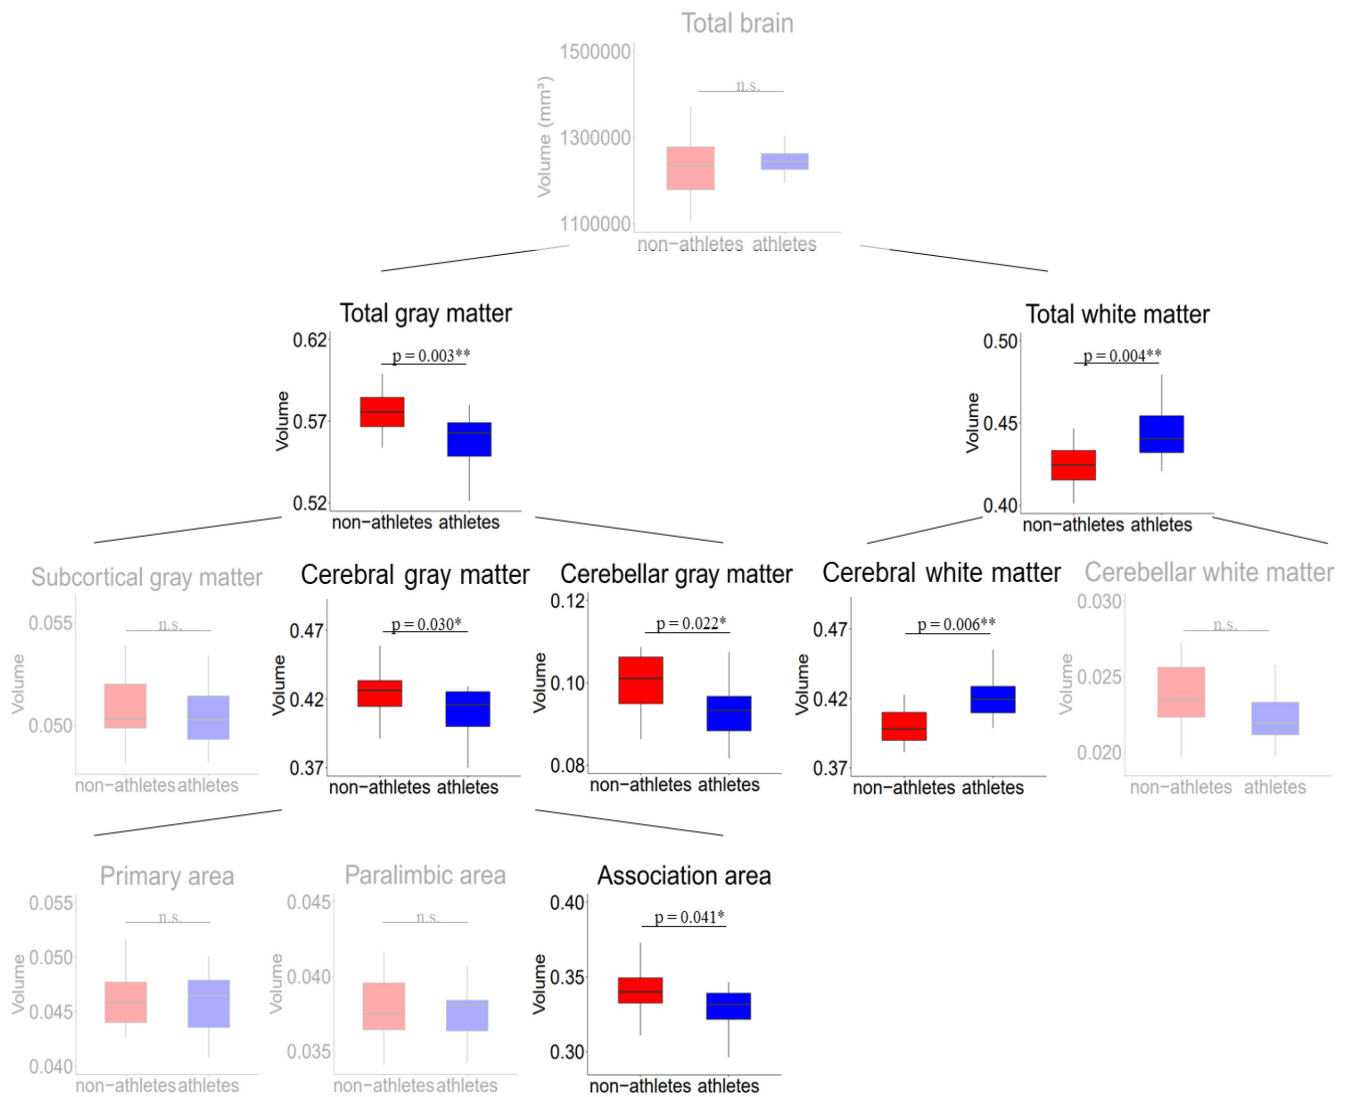 Total brain
1500000
1300000
1100000
Volume (mm³)
n.s.
non−athletes athletes
Total gray matter
0.62
0.57
0.52
Volume
p = 0.003**
non−athletes athletes
Total white matter
0.50
0.45
0.40
Volume
p = 0.004**
non−athletes athletes
Subcortical gray matter
0.055
0.050
Volume
n.s.
non−athletes athletes
Cerebral gray matter
0.47
0.42
0.37
Volume
p = 0.030*
non−athletes athletes
Cerebellar gray matter
0.12
0.10
0.08
Volume
p = 0.022*
non−athletes athletes
Cerebral white matter
0.47
0.42
0.37
Volume
p = 0.006**
non−athletes athletes
Cerebellar white matter
0.030
0.025
0.020
Volume
n.s.
non−athletes athletes
Primary area
0.055
0.050
0.045
0.040
Volume
n.s.
non−athletes athletes
Paralimbic area
0.045
0.040
0.035
Volume
n.s.
non−athletes athletes
Association area
0.40
0.35
0.30
Volume
p = 0.041*
non−athletes athletes